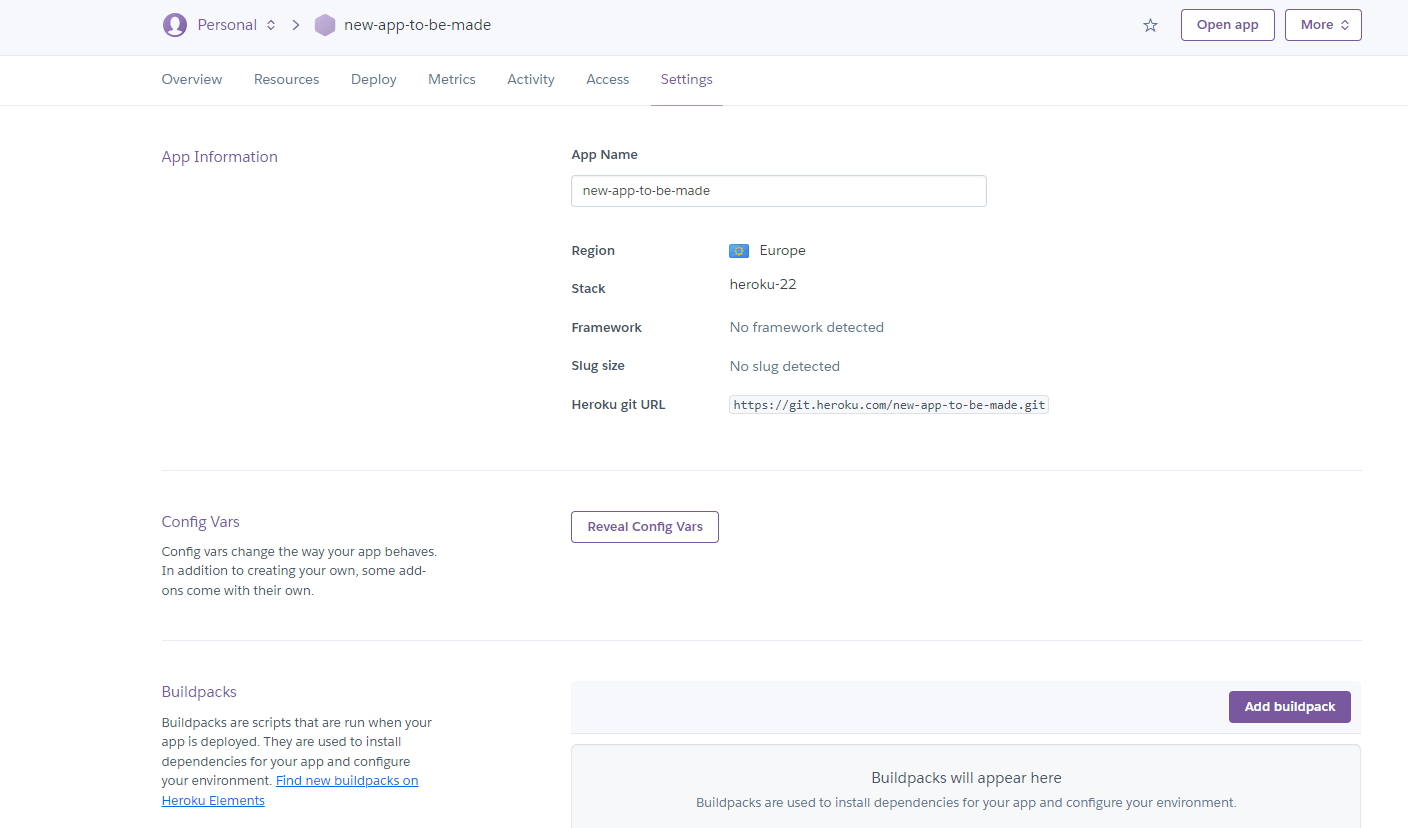 Personal
new-app-to-be-made
Open app
More
Overview
Resources
Deploy
Metrics
Activity
Access
Settings
App Information
App Name
new-app-to-be-made
Region
Europe
Stack
heroku-22
Framework
No framework detected
Slug size
No slug detected
Heroku git URL
https://git.heroku.com/new-app-to-be-made.git
Config Vars
Config vars change the way your app behaves.
In addition to creating your own, some add-
ons come with their own.
Reveal Config Vars
Buildpacks
Buildpacks are scripts that are run when your
app is deployed. They are used to install
dependencies for your app and configure
your environment. Find new buildpacks on
Heroku Elements
Add buildpack
Buildpacks will appear here
Buildpacks are used to install dependencies for your app and configure your environment.